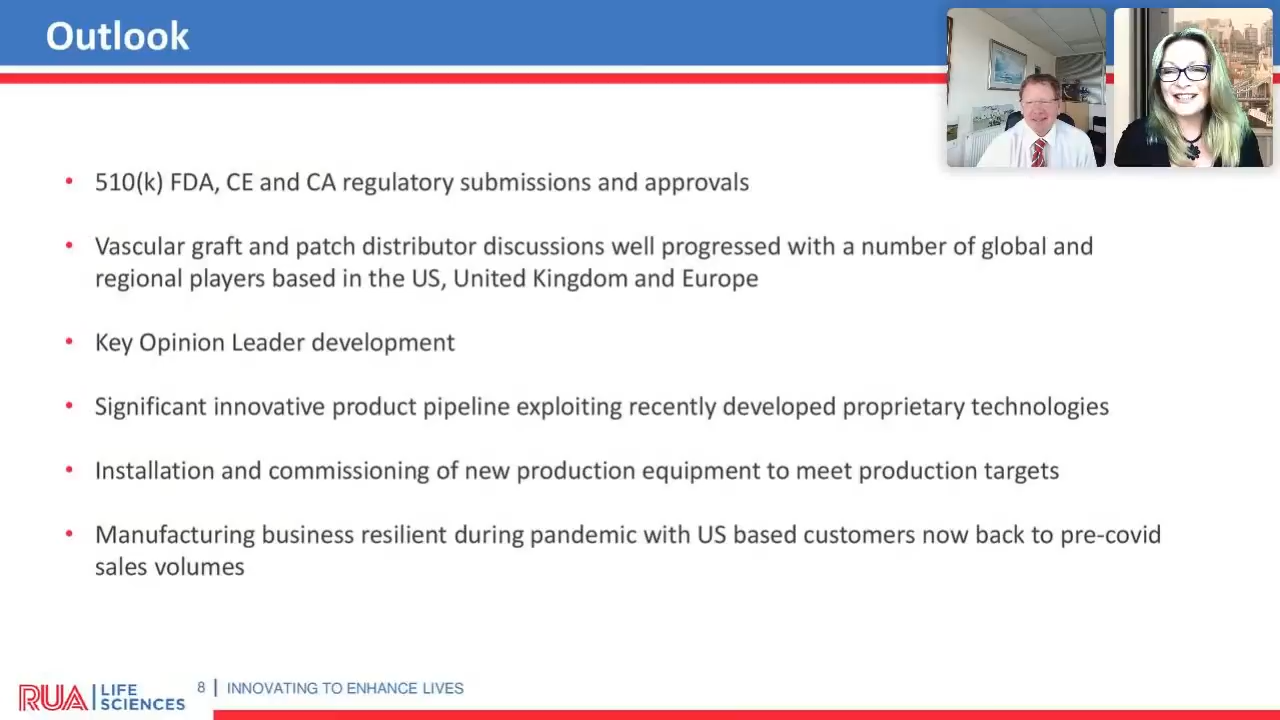 Outlook
• 510(k) FDA, CE and CA regulatory submissions and approvals
• Vascular graft and patch distributor discussions well progressed with a number of global and
regional players based in the US, United Kingdom and Europe
• Key Opinion Leader development
• Significant innovative product pipeline exploiting recently developed proprietary technologies
• Installation and commissioning of new production equipment to meet production targets
• Manufacturing business resilient during pandemic with US based customers now back to pre-covid
sales volumes
RUA LIFE SCIENCES
8 INNOVATING TO ENHANCE LIVES